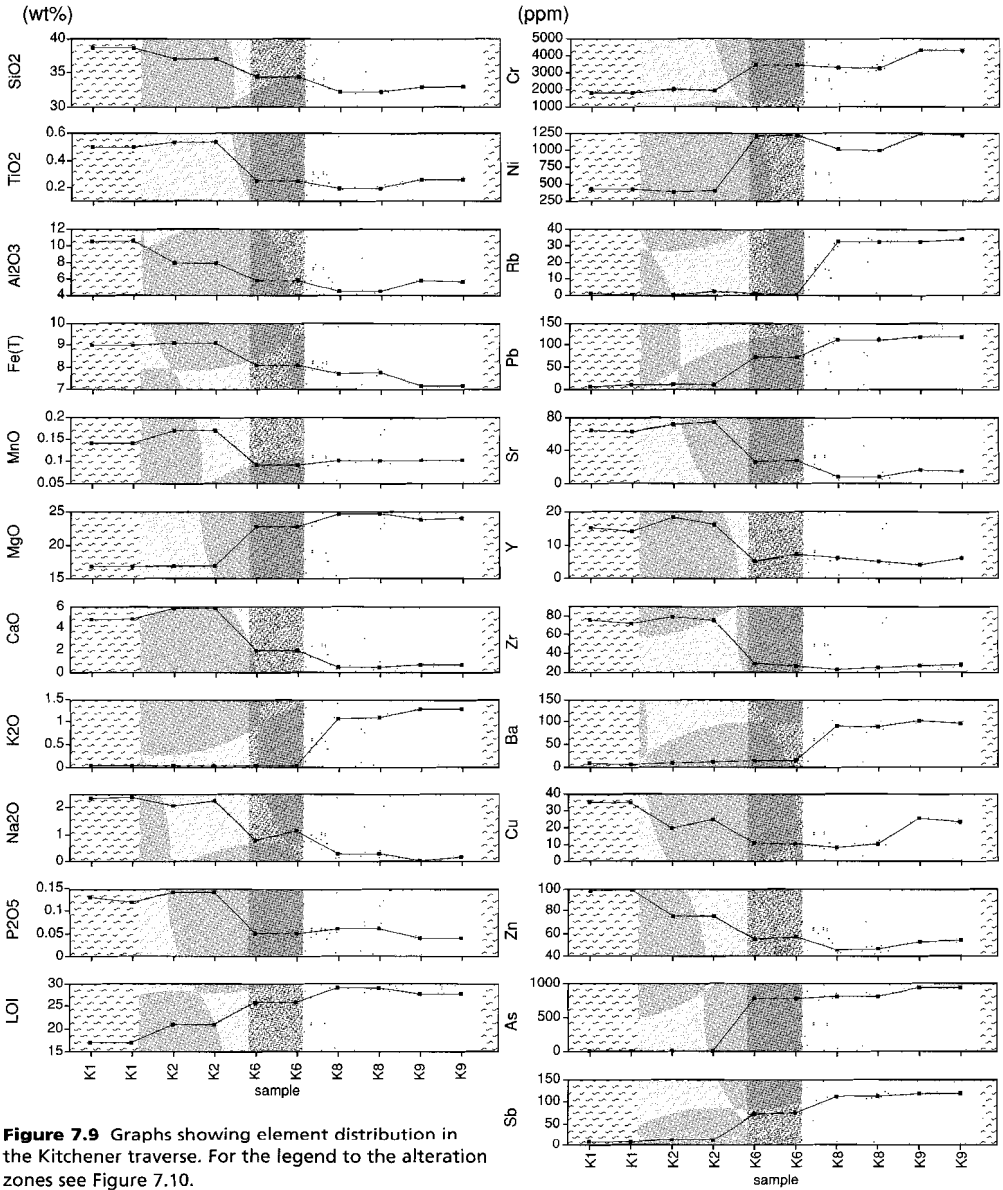 (wt%)
SiO2
40
35
30
TiO2
0.6
0.4
0.2
Al2O3
12
10
8
6
4
Fe(T)
10
9
8
7
MnO
0.2
0.15
0.1
0.05
MgO
25
20
15
CaO
6
4
2
0
K2O
1.5
1
0.5
0
Na2O
2
1
0
P2O5
0.15
0.1
0.05
0
LOI
30
25
20
15
K1 K1 K2 K2 K6 K6 K8 K8 K9 K9
sample
(ppm)
Cr
5000
4000
3000
2000
1000
Ni
1250
1000
750
500
250
Rb
40
30
20
10
0
Pb
150
100
50
0
Sr
80
40
0
Y
20
10
0
Zr
80
60
40
20
Ba
150
100
50
0
Cu
40
30
20
10
0
Zn
100
80
60
40
As
1000
500
0
Sb
150
100
50
0
K1 K1 K2 K2 K6 K6 K8 K8 K9 K9
sample
Figure 7.9 Graphs showing element distribution in
the Kitchener traverse. For the legend to the alteration
zones see Figure 7.10.